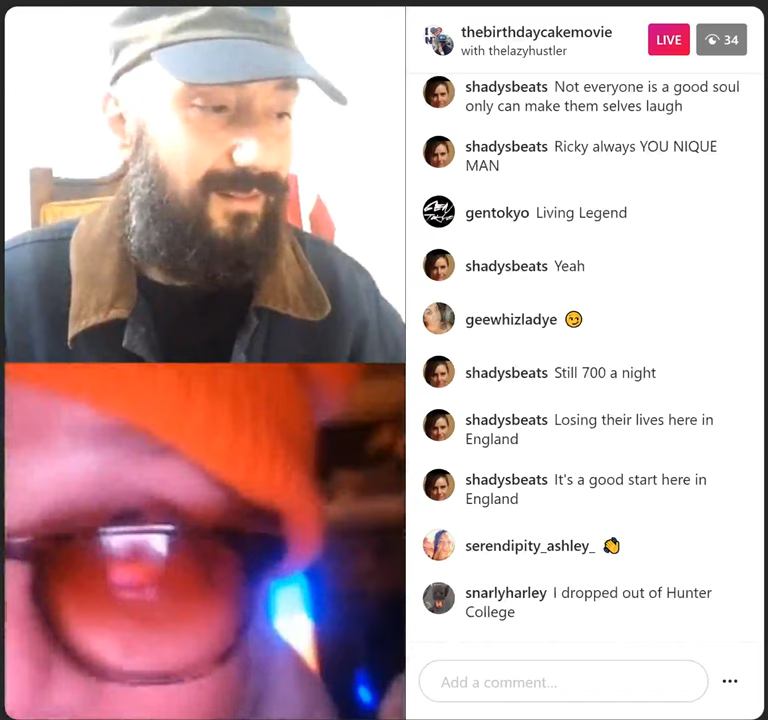 thebirthdaycakemovie
with thelazyhustler
LIVE
34
shadysbeats Not everyone is a good soul
only can make them selves laugh
shadysbeats Ricky always YOU NIQUE
MAN
gentokyo Living Legend
shadysbeats Yeah
geewhizladye 😏
shadysbeats Still 700 a night
shadysbeats Losing their lives here in
England
shadysbeats It's a good start here in
England
serendipity_ashley_ 👏
snarlyharley I dropped out of Hunter
College
Add a comment...